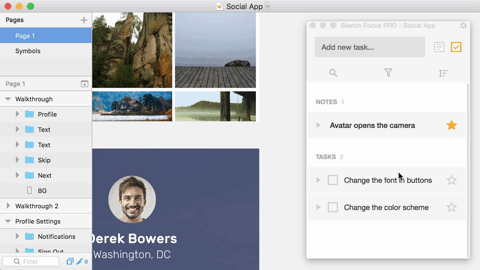 Social App
Pages
Page 1
Symbols
Page 1
Walkthrough
Profile
Text
Text
Skip
Next
BG
Walkthrough 2
Profile Settings
Notifications
Sign Out
Filter
9
Derek Bowers
Washington, DC
Sketch Focus PRO - Social App
Add new task...
NOTES 1
Avatar opens the camera
TASKS 2
Change the font in buttons
Change the color scheme